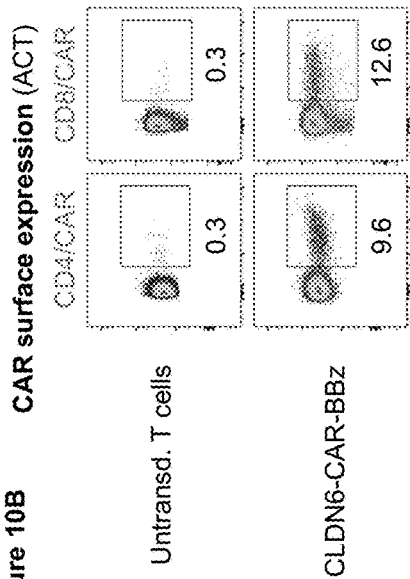 ure 10B
CAR surface expression (ACT)
CD4/CAR CD8/CAR
Untransd. T cells
0.3 0.3
CLDN6-CAR-BBz
9.6 12.6